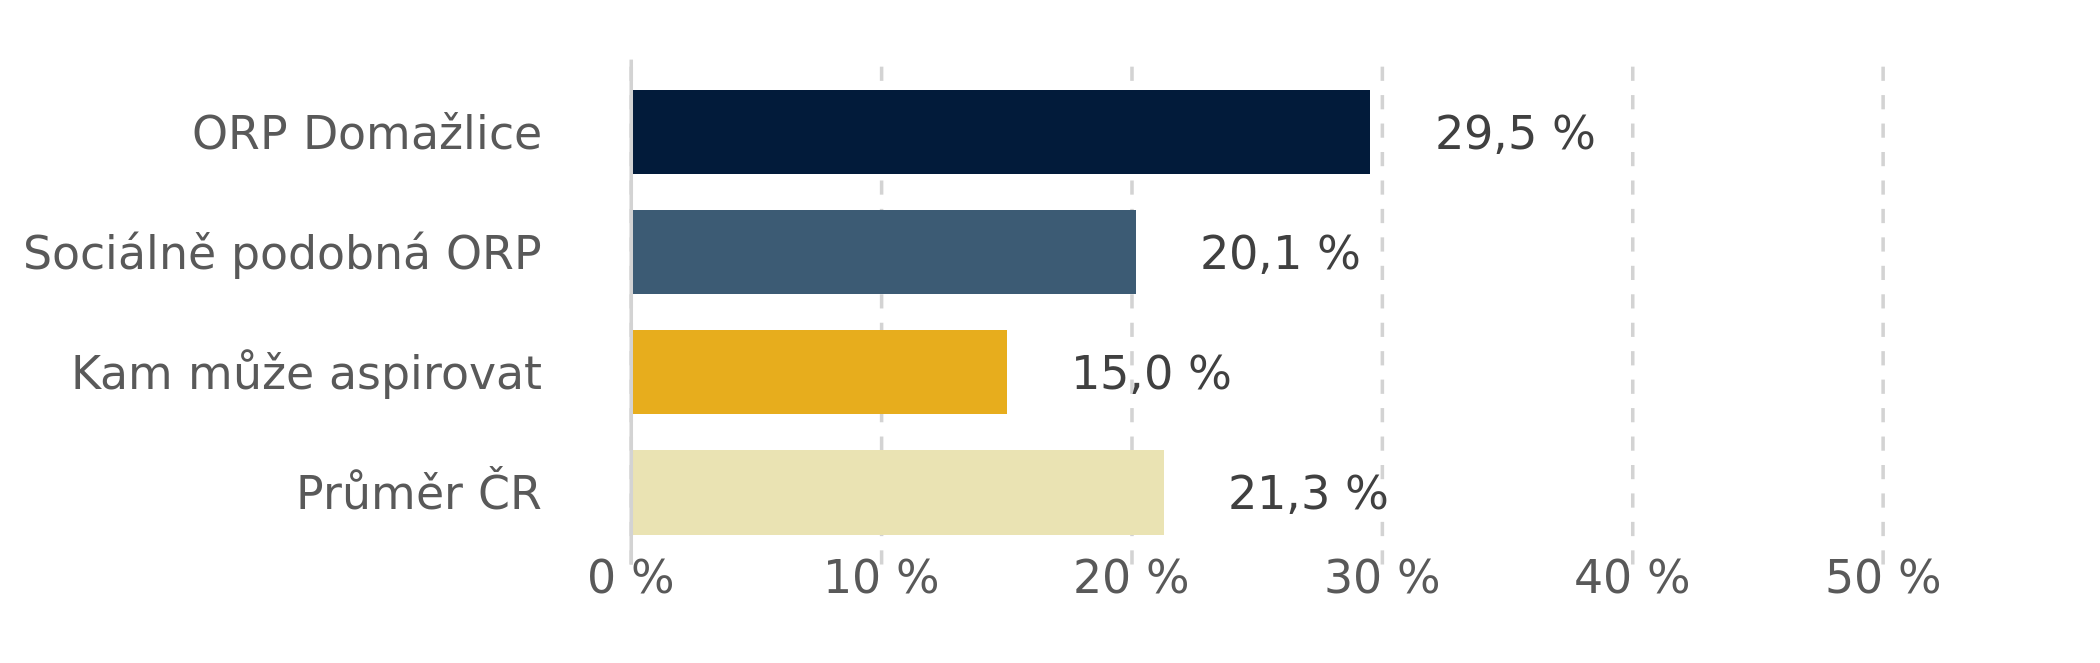 ORP Domažlice 29,5 %
Sociálně podobná ORP 20,1 %
Kam může aspirovat 15,0 %
Průměr ČR 21,3 %
0 % 10 % 20 % 30 % 40 % 50 %